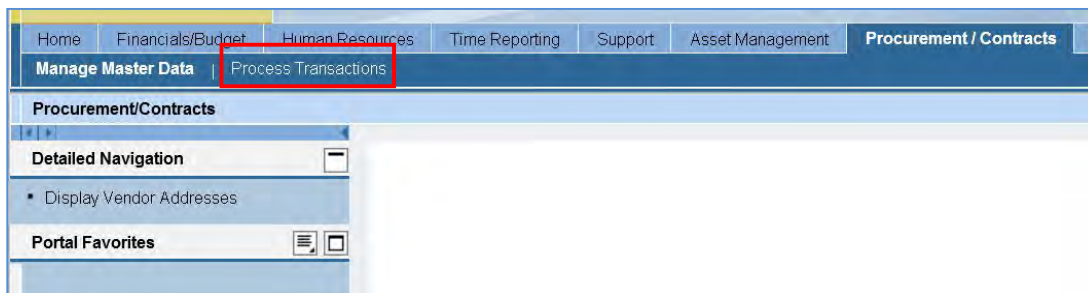 Home Financials/Budget Human Resources Time Reporting Support Asset Management Procurement / Contracts
Manage Master Data | Process Transactions
Procurement/Contracts
Detailed Navigation
• Display Vendor Addresses
Portal Favorites